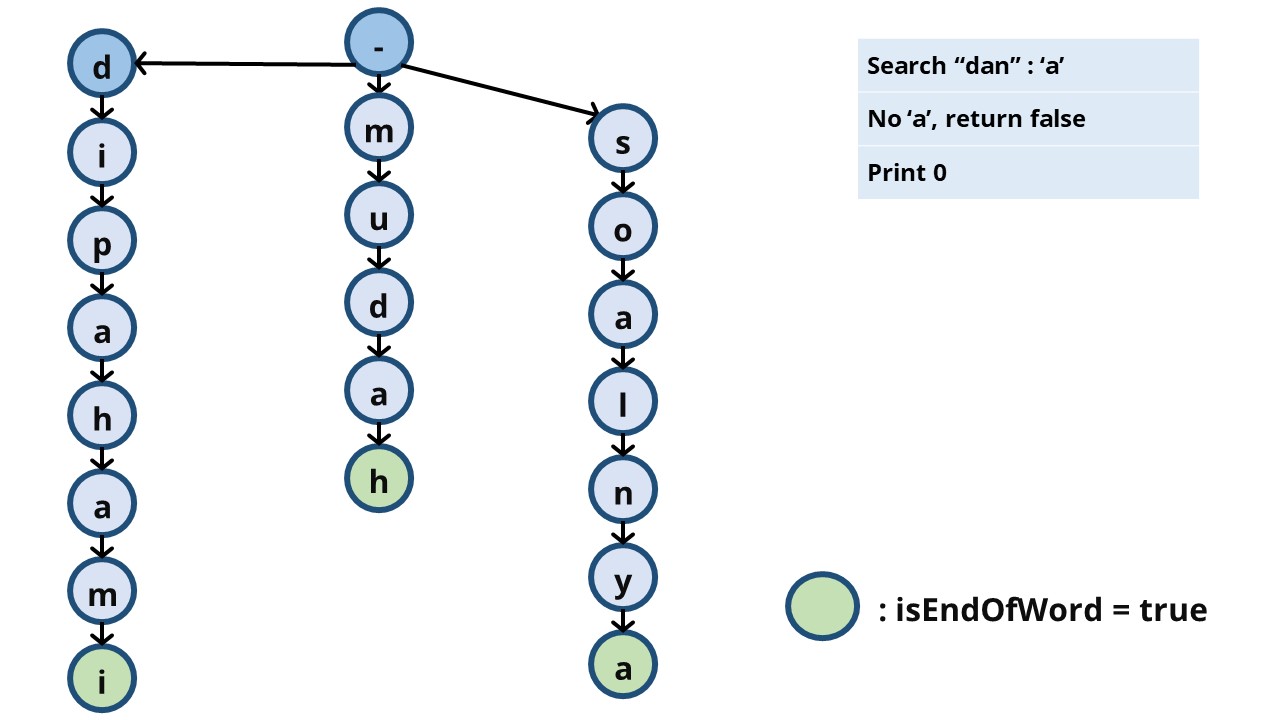 d
i
p
a
h
a
m
i
-
m
u
d
a
h
s
o
a
l
n
y
a
Search “dan” : ‘a’
No ‘a’, return false
Print 0
: isEndOfWord = true